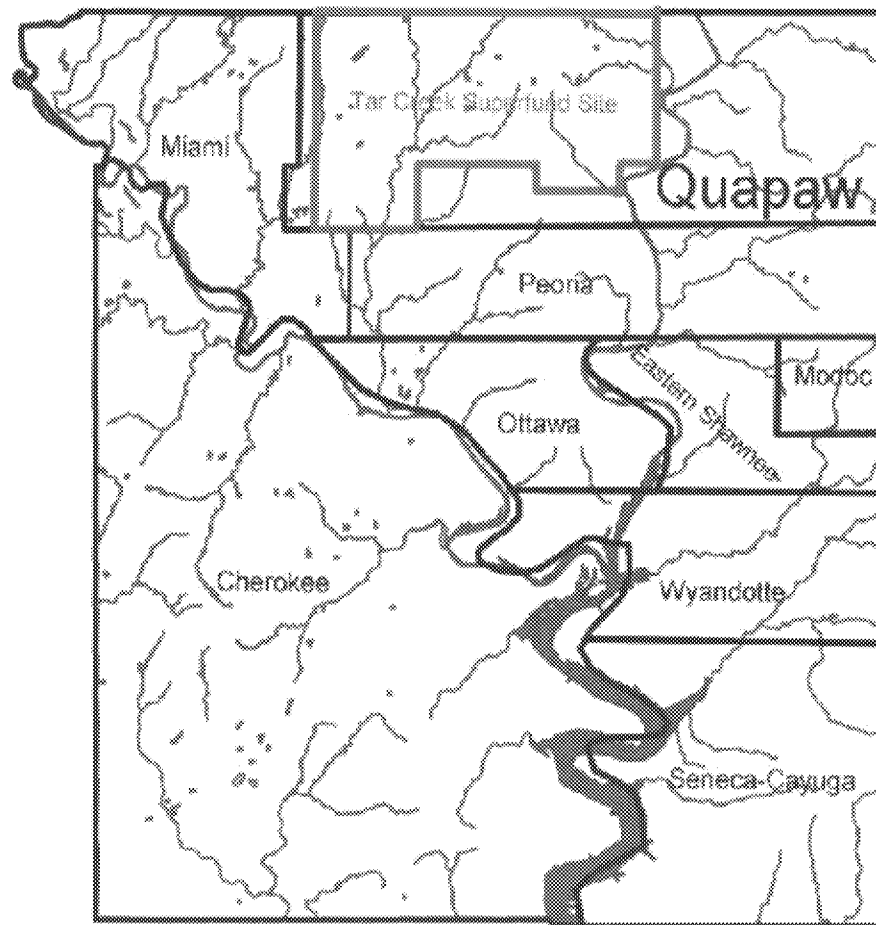 Tar Creek Superfund Site
Miami
Quapaw
Peoria
Eastern Shawnee
Modoc
Ottawa
Cherokee
Wyandotte
Seneca-Cayuga